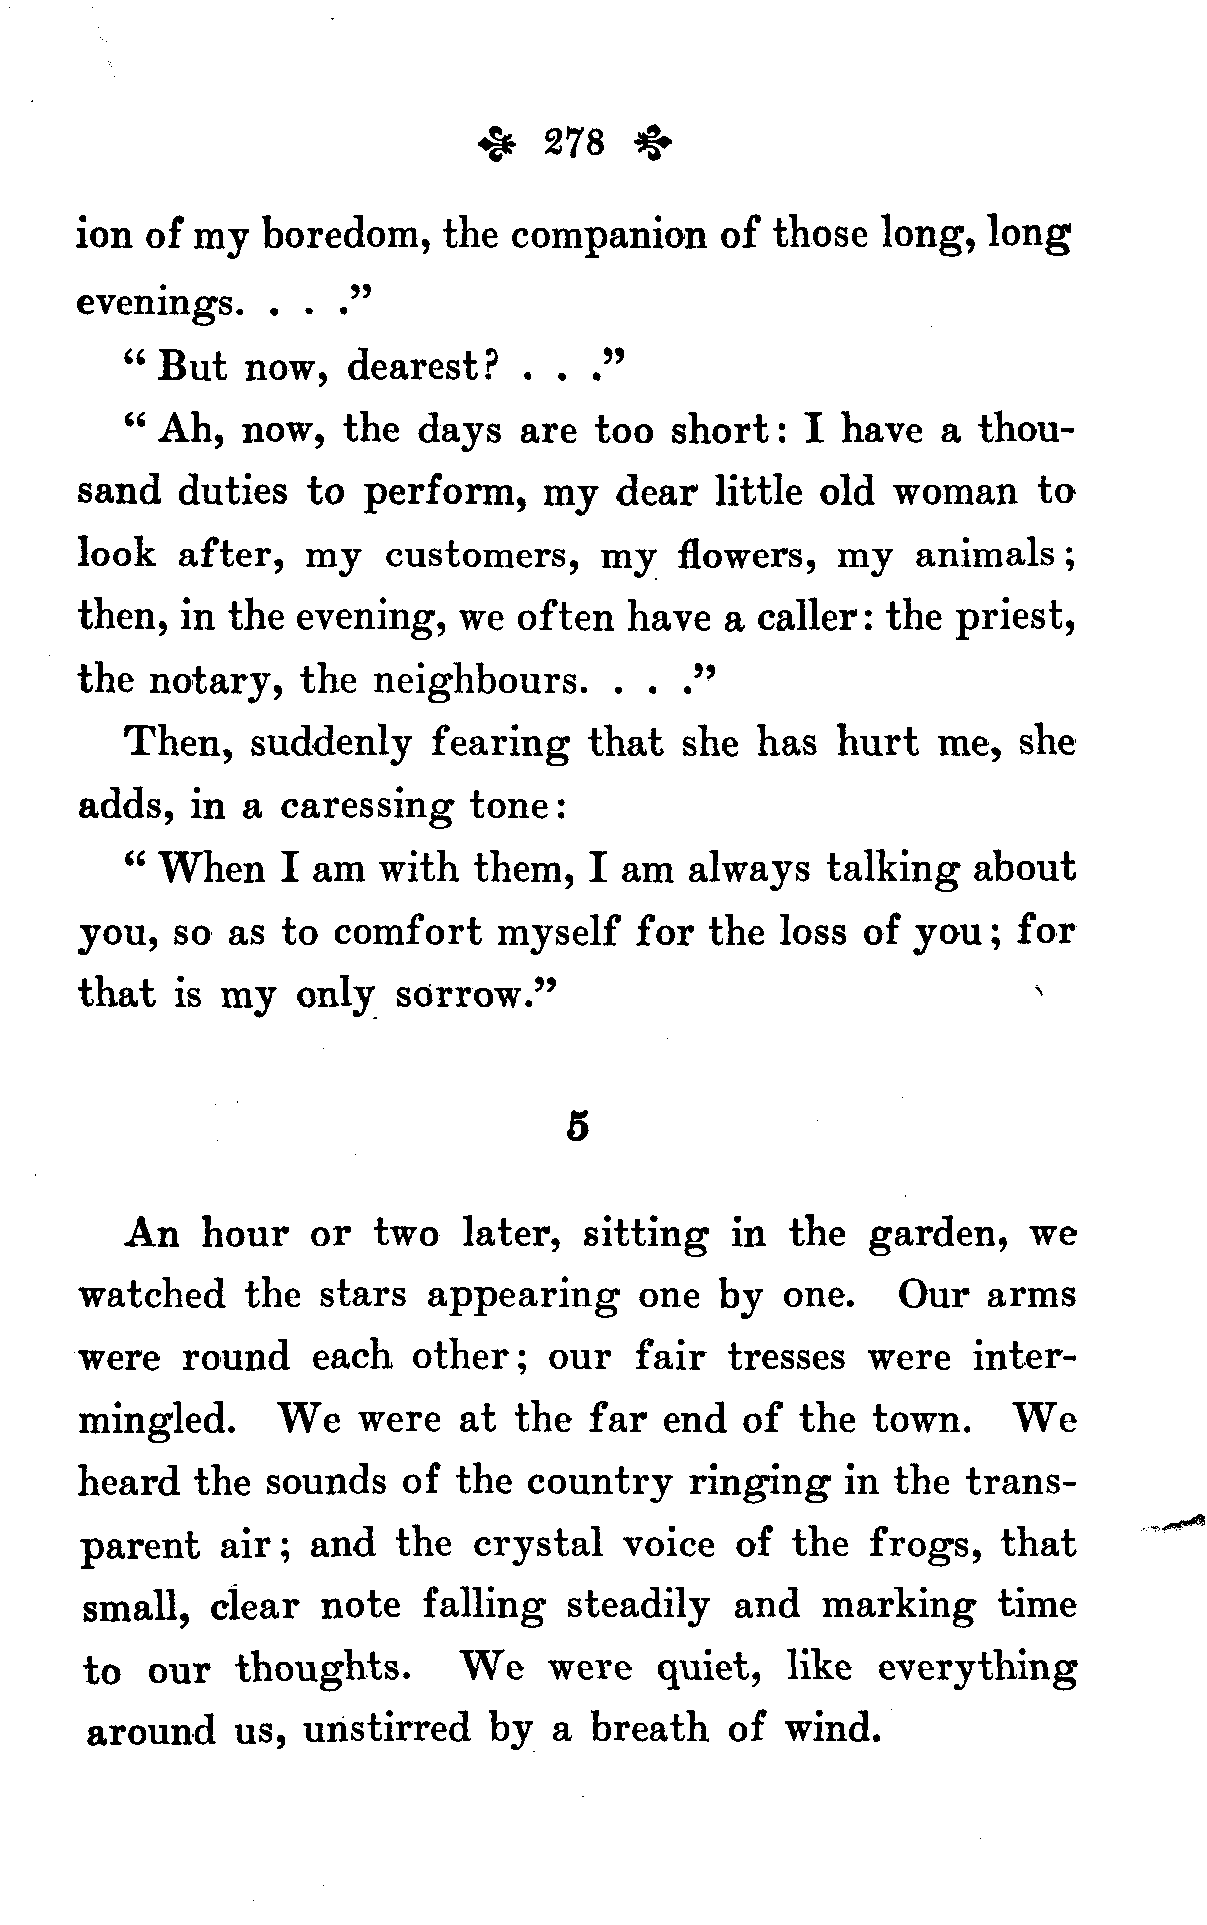 278
ion of my boredom, the companion of those long, long
evenings. . . ."
" But now, dearest? . . ."
" Ah, now, the days are too short: I have a thou-
sand duties to perform, my dear little old woman to
look after, my customers, my flowers, my animals;
then, in the evening, we often have a caller: the priest,
the notary, the neighbours. . . ."
Then, suddenly fearing that she has hurt me, she
adds, in a caressing tone:
" When I am with them, I am always talking about
you, so as to comfort myself for the loss of you; for
that is my only sorrow."
5
An hour or two later, sitting in the garden, we
watched the stars appearing one by one. Our arms
were round each other; our fair tresses were inter-
mingled. We were at the far end of the town. We
heard the sounds of the country ringing in the trans-
parent air; and the crystal voice of the frogs, that
small, clear note falling steadily and marking time
to our thoughts. We were quiet, like everything
around us, unstirred by a breath of wind.